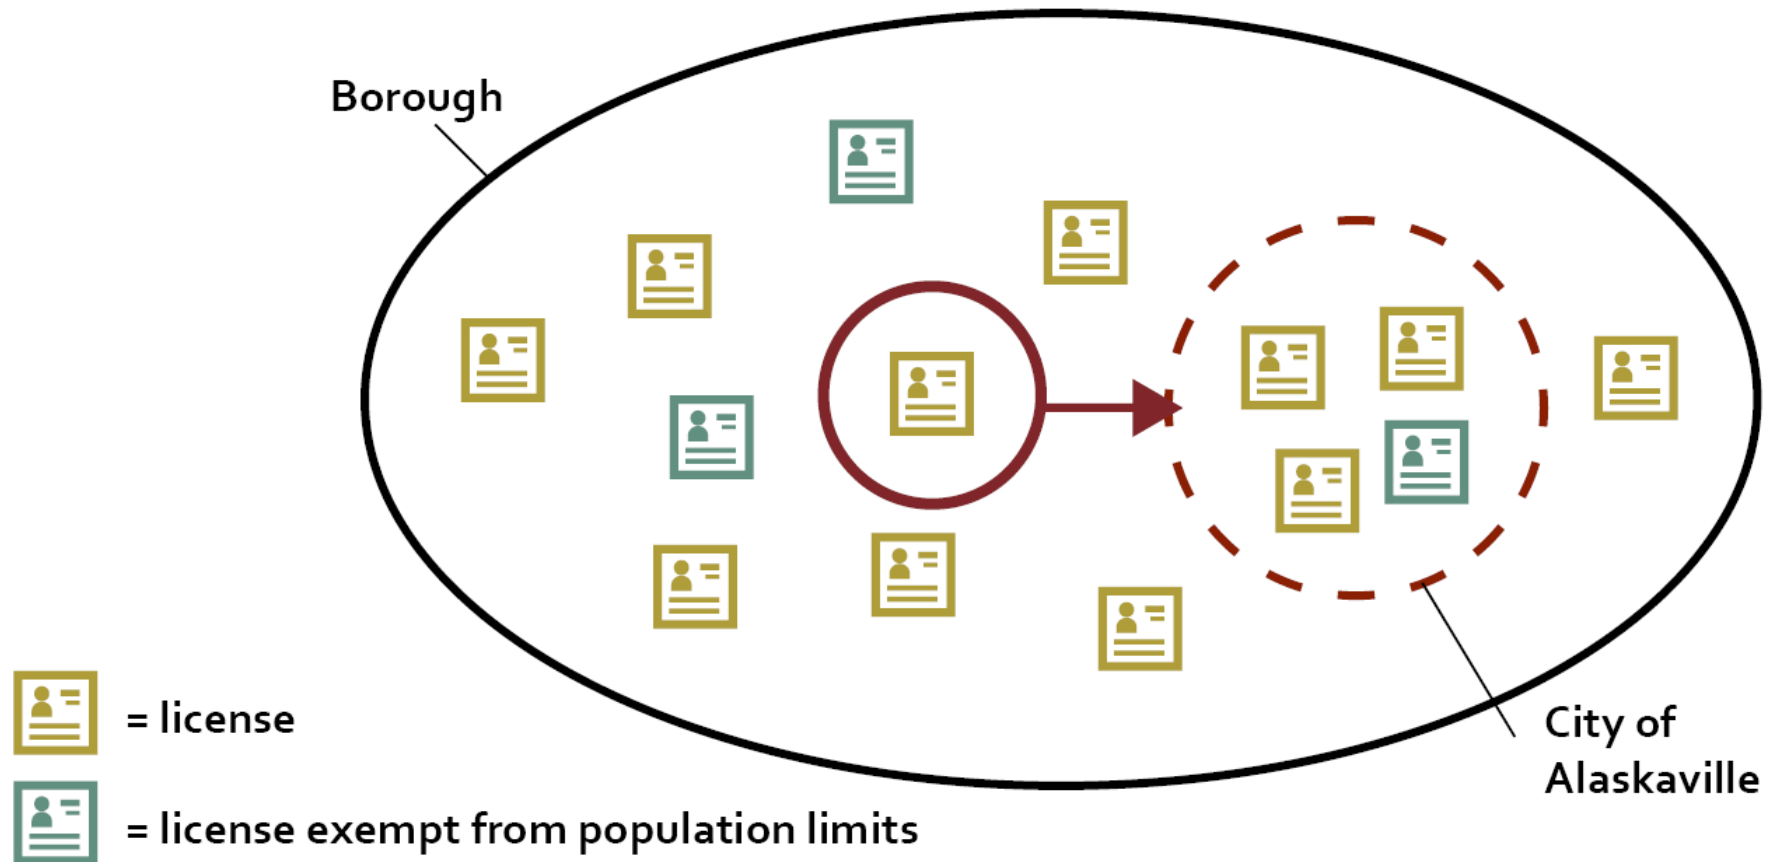 Borough
= license
= license exempt from population limits
City of
Alaskaville